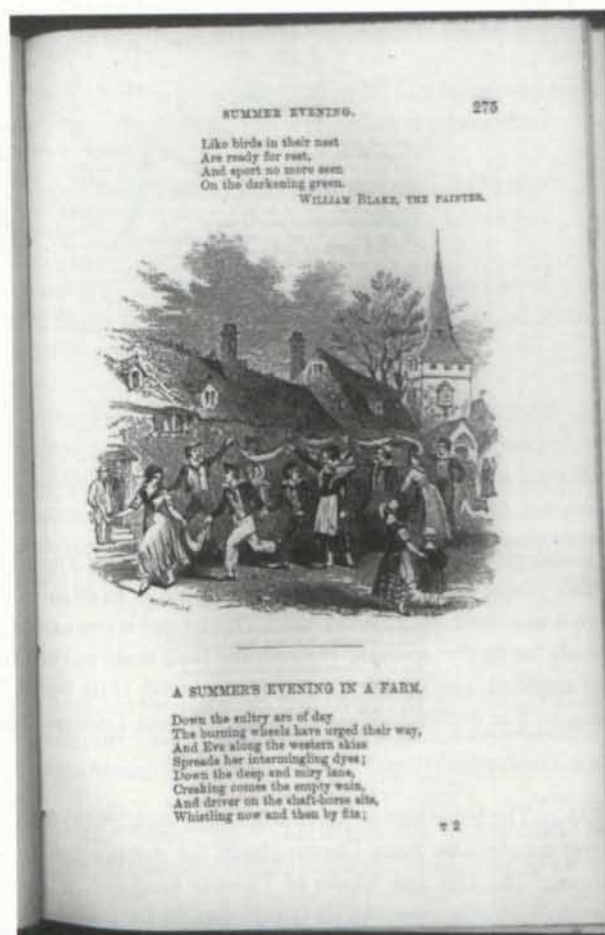 SUMMER EVENING. 275
Like birds in their nest
Are ready for rest,
And sport no more seen
On the darkening green.
WILLIAM BLAKE, THE PAINTER.
A SUMMER'S EVENING IN A FARM.
Down the sultry arc of day
The burning wheels have urged their way,
And Eve along the western skies
Spreads her intermingling dyes;
Down the deep and miry lane,
Creaking comes the empty wain,
And driver on the shaft-horse sits,
Whistling now and then by fits;
T 2